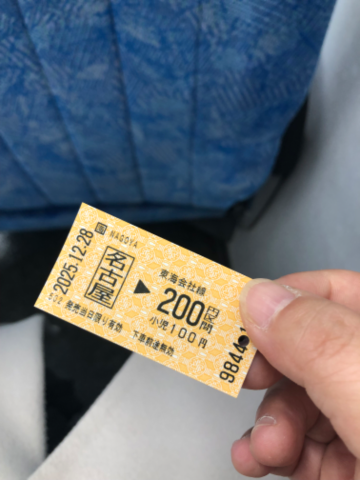 2025.12.28
国 NAGOYA
名古屋
▶
東海会社線
200円区間
小児100円
発売当日限り有効
下車前途無効